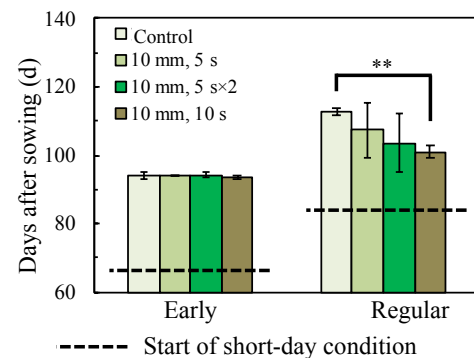 140
120
100
80
60
Days after sowing (d)
Control
10 mm, 5 s
10 mm, 5 s×2
10 mm, 10 s
**
Early
Regular
Start of short-day condition